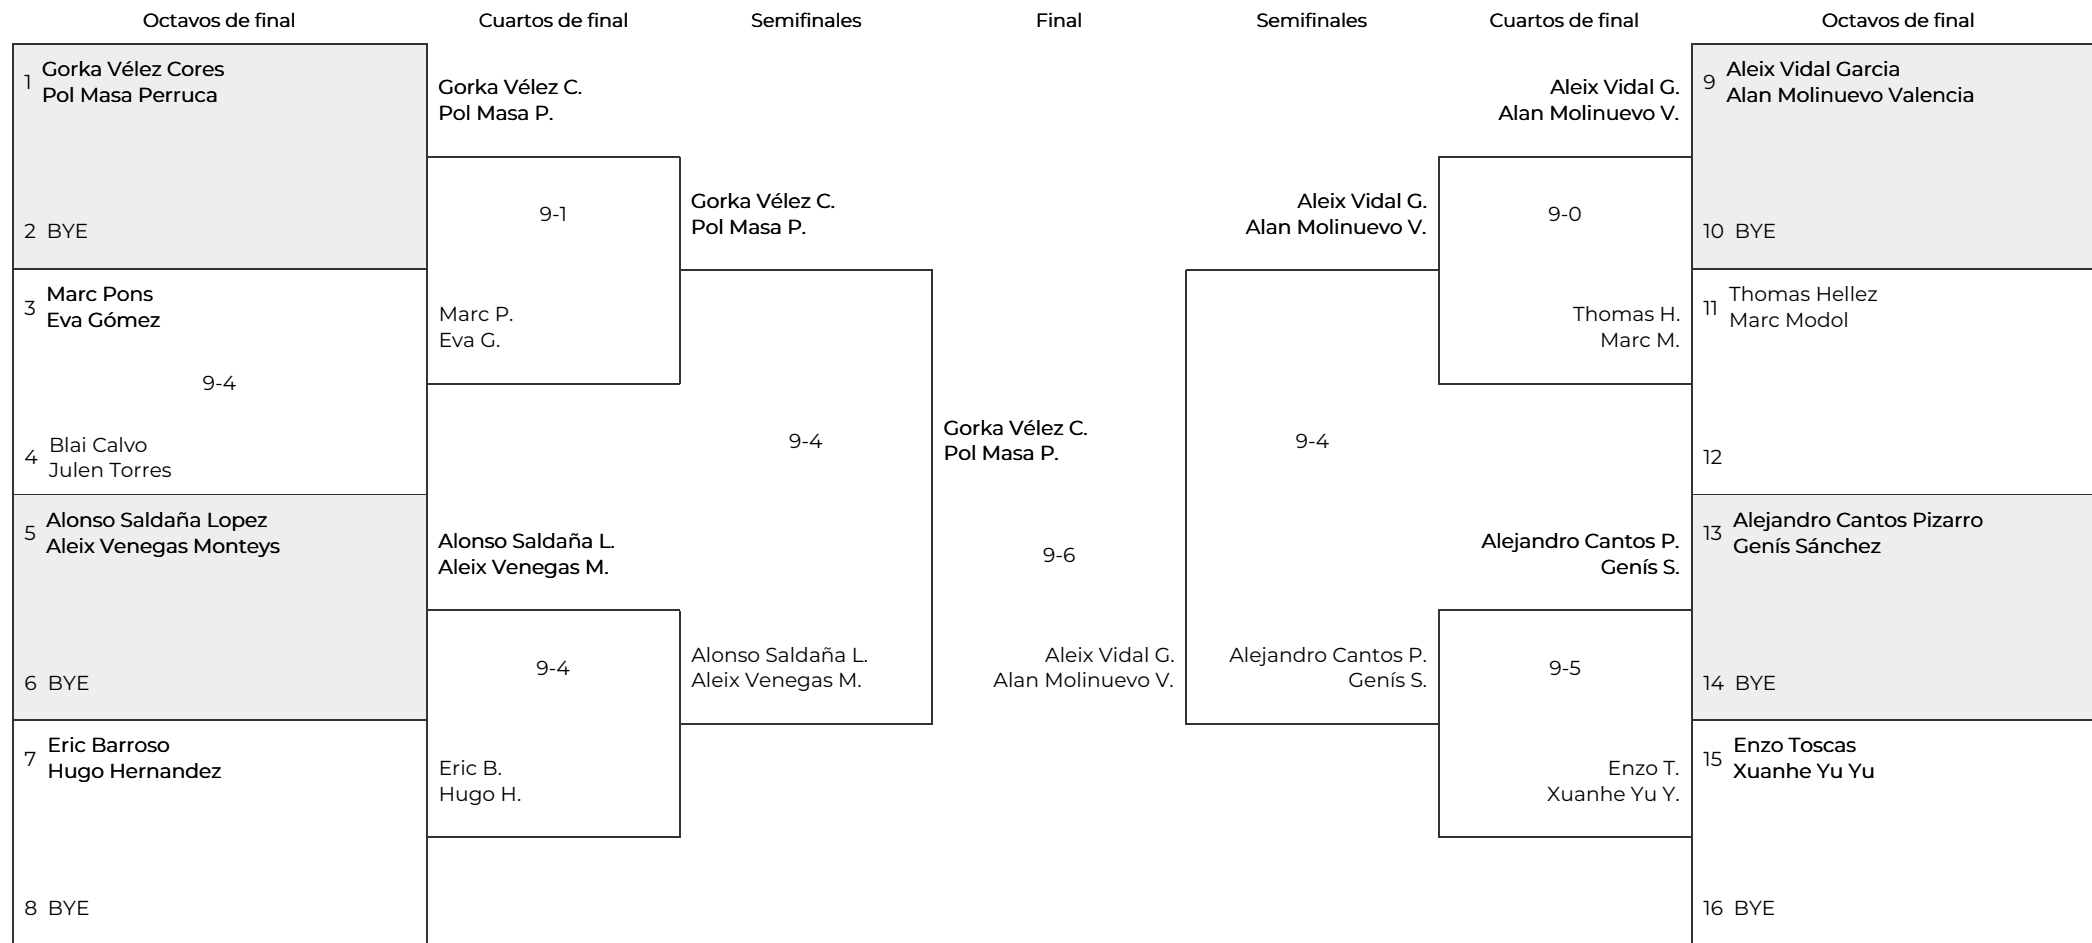 Octavos de final
Cuartos de final
Semifinales
Final
Semifinales
Cuartos de final
Octavos de final
1
Gorka Vélez Cores
Pol Masa Perruca
2 BYE
3
Marc Pons
Eva Gómez
9-4
4
Blai Calvo
Julen Torres
5
Alonso Saldaña Lopez
Aleix Venegas Monteys
6 BYE
7
Eric Barroso
Hugo Hernandez
8 BYE
Gorka Vélez C.
Pol Masa P.
9-1
Marc P.
Eva G.
Alonso Saldaña L.
Aleix Venegas M.
9-4
Eric B.
Hugo H.
Gorka Vélez C.
Pol Masa P.
9-4
Alonso Saldaña L.
Aleix Venegas M.
Gorka Vélez C.
Pol Masa P.
9-6
Aleix Vidal G.
Alan Molinuevo V.
Aleix Vidal G.
Alan Molinuevo V.
9-4
Alejandro Cantos P.
Genís S.
Aleix Vidal G.
Alan Molinuevo V.
9-0
Thomas H.
Marc M.
Alejandro Cantos P.
Genís S.
9-5
Enzo T.
Xuanhe Yu Y.
9
Aleix Vidal Garcia
Alan Molinuevo Valencia
10 BYE
11
Thomas Hellez
Marc Modol
12
13
Alejandro Cantos Pizarro
Genís Sánchez
14 BYE
15
Enzo Toscas
Xuanhe Yu Yu
16 BYE